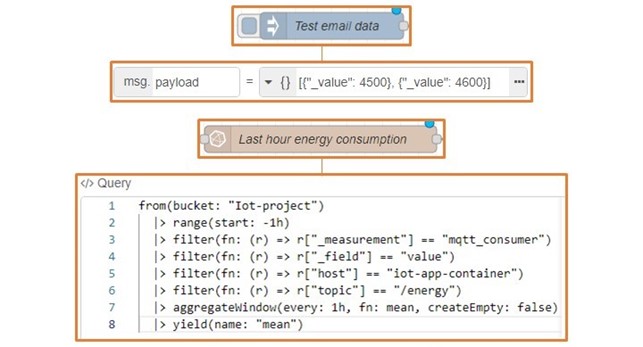 Test email data
msg. payload = {} [{"_value": 4500}, {"_value": 4600}] •••
Last hour energy consumption
</> Query
1 from(bucket: "Iot-project")
2 |> range(start: -1h)
3 |> filter(fn: (r) => r["_measurement"] == "mqtt_consumer")
4 |> filter(fn: (r) => r["_field"] == "value")
5 |> filter(fn: (r) => r["host"] == "iot-app-container")
6 |> filter(fn: (r) => r["topic"] == "/energy")
7 |> aggregateWindow(every: 1h, fn: mean, createEmpty: false)
8 |> yield(name: "mean")